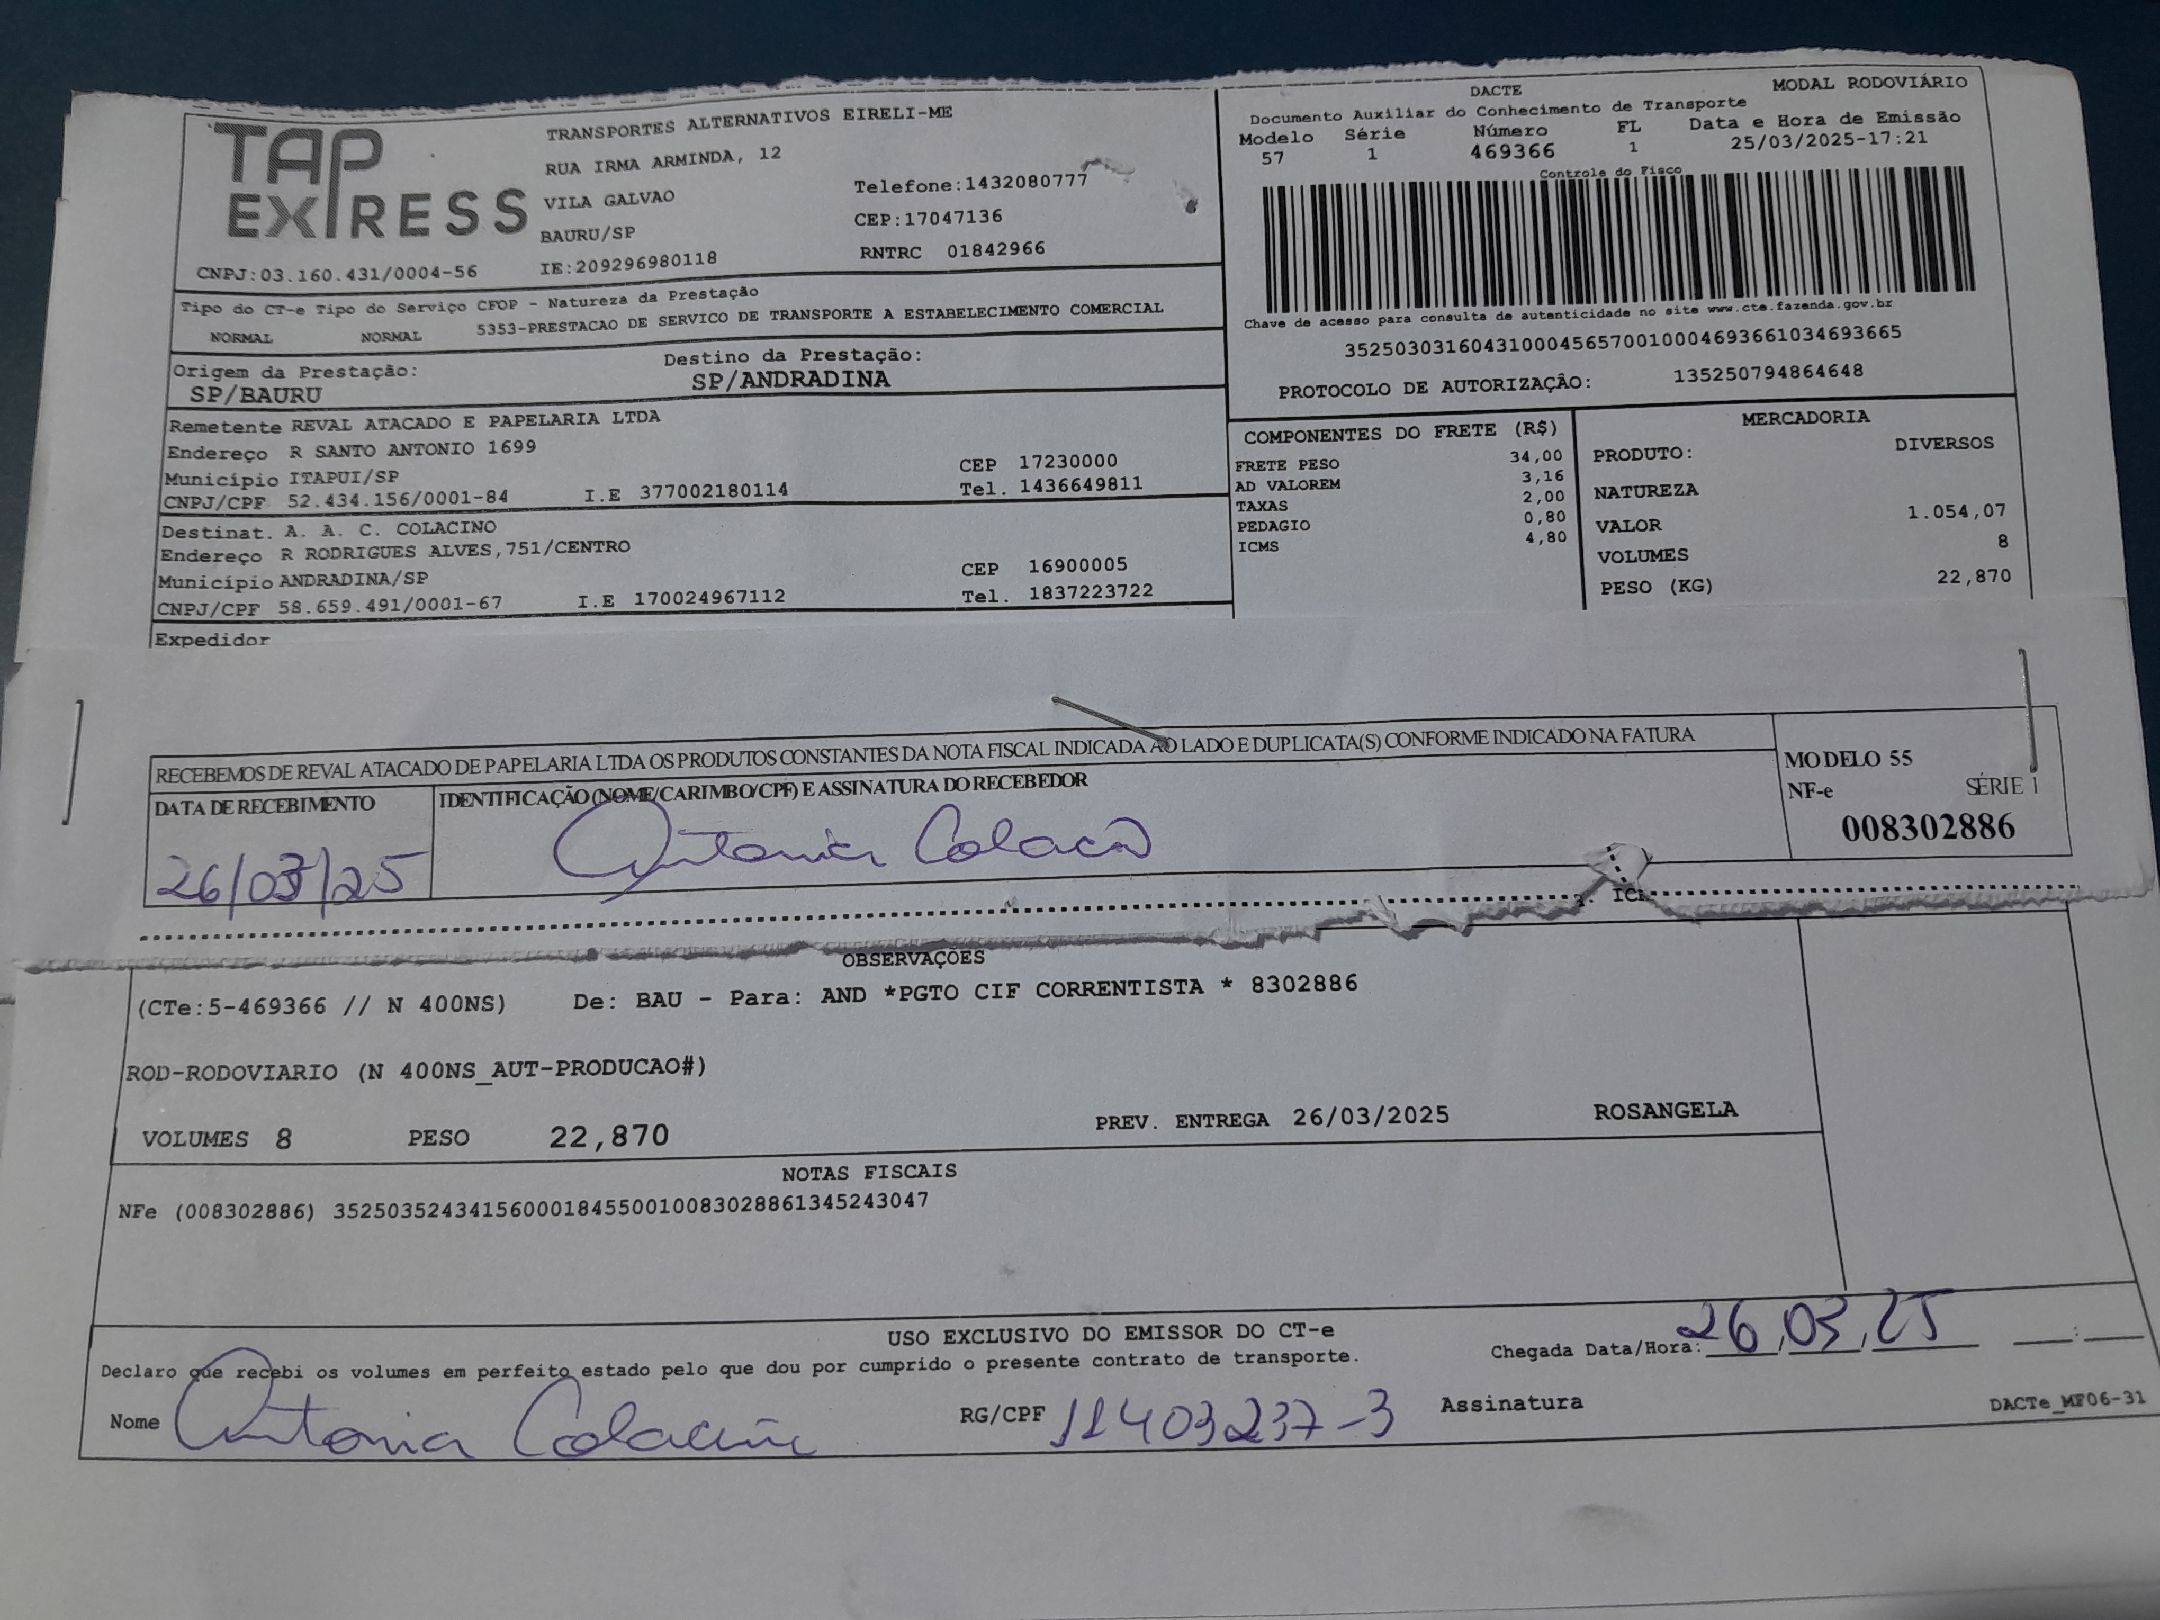 TAP EXPRESS
TRANSPORTES ALTERNATIVOS EIRELI-ME
RUA IRMA ARMINDA, 12
VILA GALVAO
BAURU/SP
Telefone:1432080777
CEP:17047136
RNTRC 01842966
CNPJ:03.160.431/0004-56 IE:209296980118
DACTE MODAL RODOVIÁRIO
Documento Auxiliar do Conhecimento de Transporte
Modelo Série Número FL Data e Hora de Emissão
57 1 469366 1 25/03/2025-17:21
Controle do Fisco
Chave de acesso para consulta de autenticidade no site www.cte.fazenda.gov.br
35250303160431000456570010004693661034693665
PROTOCOLO DE AUTORIZAÇÃO: 135250794864648
Tipo do CT-e Tipo do Serviço CFOP - Natureza da Prestação
NORMAL NORMAL 5353-PRESTACAO DE SERVICO DE TRANSPORTE A ESTABELECIMENTO COMERCIAL
Origem da Prestação: Destino da Prestação:
SP/BAURU SP/ANDRADINA
Remetente REVAL ATACADO E PAPELARIA LTDA
Endereço R SANTO ANTONIO 1699
Município ITAPUI/SP CEP 17230000
CNPJ/CPF 52.434.156/0001-84 I.E 377002180114 Tel. 1436649811
Destinat. A. A. C. COLACINO
Endereço R RODRIGUES ALVES,751/CENTRO
Município ANDRADINA/SP CEP 16900005
CNPJ/CPF 58.659.491/0001-67 I.E 170024967112 Tel. 1837223722
Expedidor
COMPONENTES DO FRETE (R$)
FRETE PESO 34,00
AD VALOREM 3,16
TAXAS 2,00
PEDAGIO 0,80
ICMS 4,80
MERCADORIA
PRODUTO: DIVERSOS
NATUREZA
VALOR 1.054,07
VOLUMES 8
PESO (KG) 22,870
RECEBEMOS DE REVAL ATACADO DE PAPELARIA LTDA OS PRODUTOS CONSTANTES DA NOTA FISCAL INDICADA AO LADO E DUPLICATA(S) CONFORME INDICADO NA FATURA
DATA DE RECEBIMENTO IDENTIFICAÇÃO (NOME/CARIMBO/CPF) E ASSINATURA DO RECEBEDOR
26/03/25 Antonia Colacino
MODELO 55
NF-e SÉRIE 1
008302886
OBSERVAÇÕES
(CTe:5-469366 // N 400NS) De: BAU - Para: AND *PGTO CIF CORRENTISTA * 8302886
ROD-RODOVIARIO (N 400NS_AUT-PRODUCAO#)
VOLUMES 8 PESO 22,870 PREV. ENTREGA 26/03/2025 ROSANGELA
NOTAS FISCAIS
NFe (008302886) 35250352434156000184550010083028861345243047
USO EXCLUSIVO DO EMISSOR DO CT-e
Declaro que recebi os volumes em perfeito estado pelo que dou por cumprido o presente contrato de transporte. Chegada Data/Hora: 26,03,25 __:__
Nome Antonia Colacino RG/CPF 11403237-3 Assinatura DACTe_MF06-31